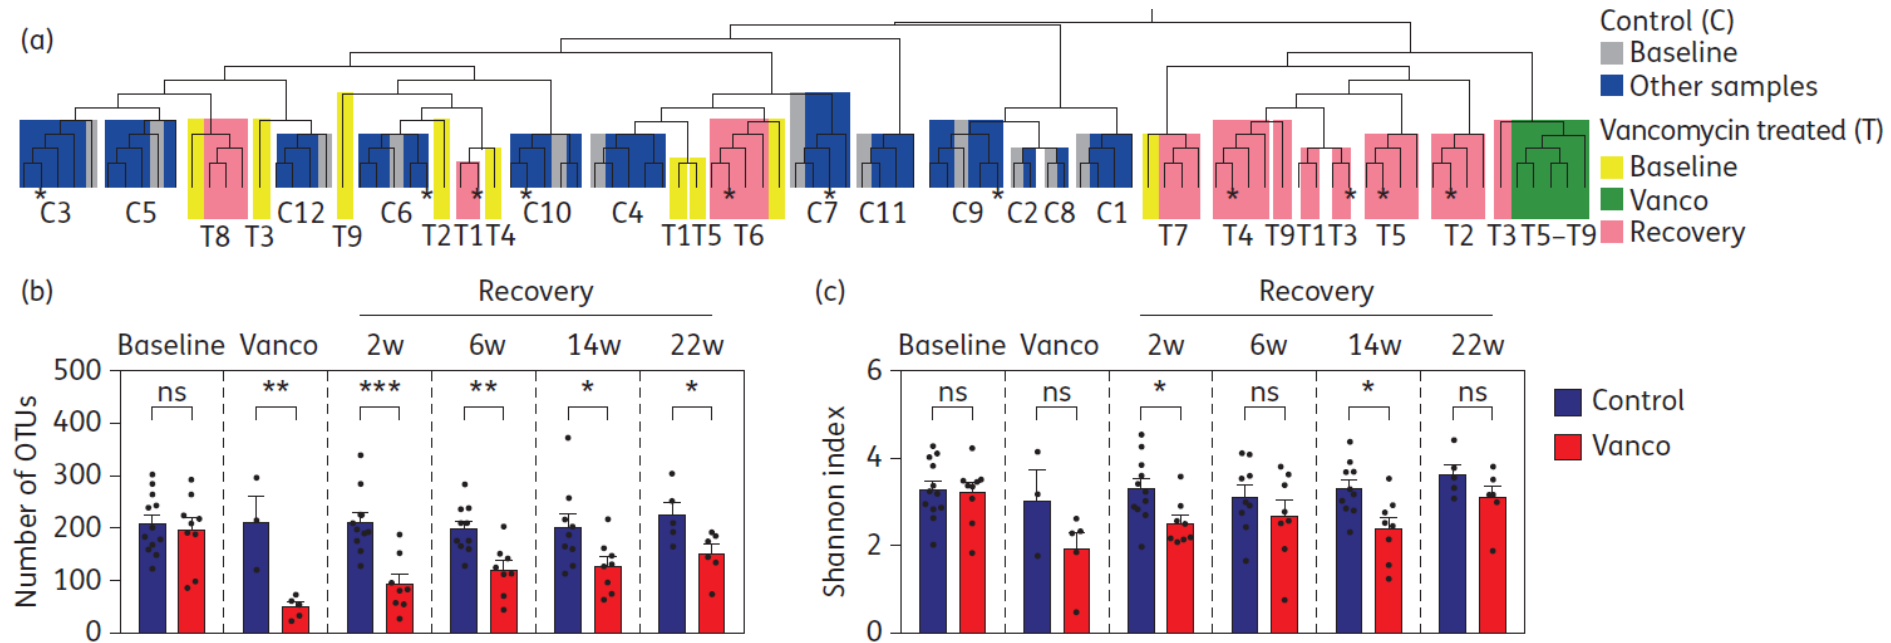 (a)
Control (C)
Baseline
Other samples
Vancomycin treated (T)
Baseline
Vanco
Recovery
* * * * * * * * * * * *
C3 C5 C12 C6 C10 C4 C7 C11 C9 C2 C8 C1
T8 T3 T9 T2 T1 T4 T1 T5 T6 T7 T4 T9 T1 T3 T5 T2 T3 T5–T9
(b)
Recovery
Baseline Vanco 2w 6w 14w 22w
ns ** *** ** * *
Number of OTUs
500
400
300
200
100
0
(c)
Recovery
Baseline Vanco 2w 6w 14w 22w
ns ns * ns * ns
Shannon index
6
4
2
0
Control
Vanco